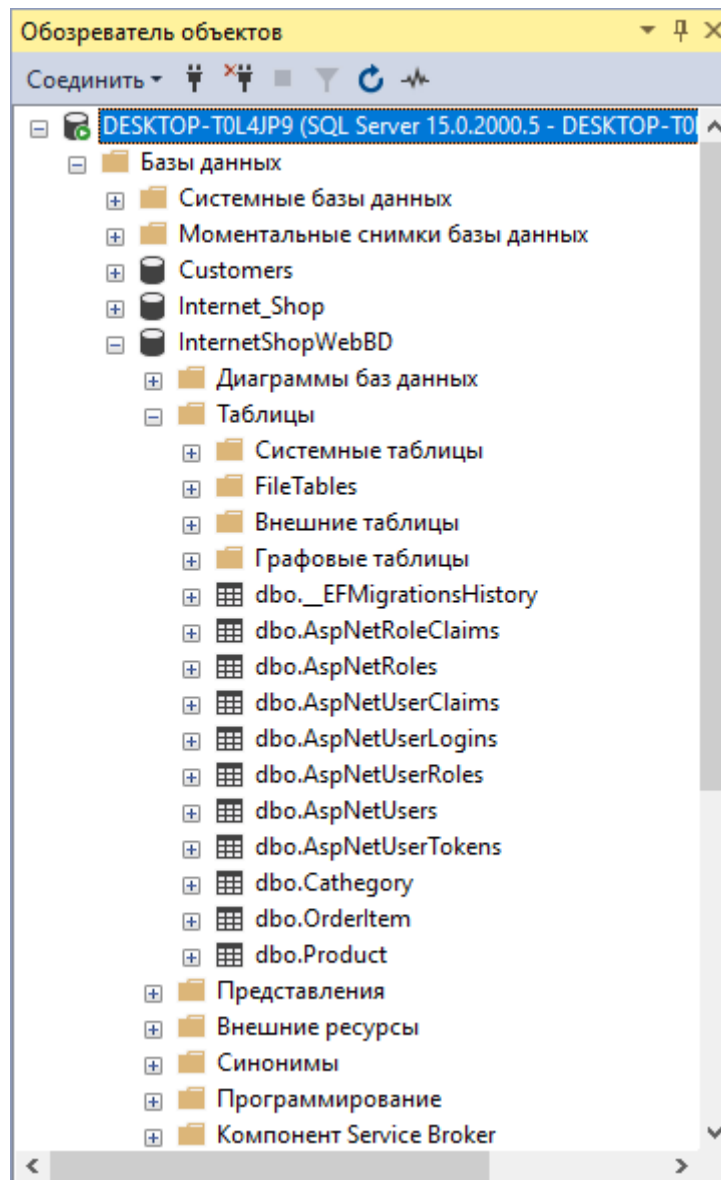 Обозреватель объектов
Соединить
DESKTOP-T0L4JP9 (SQL Server 15.0.2000.5 - DESKTOP-T0
Базы данных
Системные базы данных
Моментальные снимки базы данных
Customers
Internet_Shop
InternetShopWebBD
Диаграммы баз данных
Таблицы
Системные таблицы
FileTables
Внешние таблицы
Графовые таблицы
dbo.__EFMigrationsHistory
dbo.AspNetRoleClaims
dbo.AspNetRoles
dbo.AspNetUserClaims
dbo.AspNetUserLogins
dbo.AspNetUserRoles
dbo.AspNetUsers
dbo.AspNetUserTokens
dbo.Cathegory
dbo.OrderItem
dbo.Product
Представления
Внешние ресурсы
Синонимы
Программирование
Компонент Service Broker